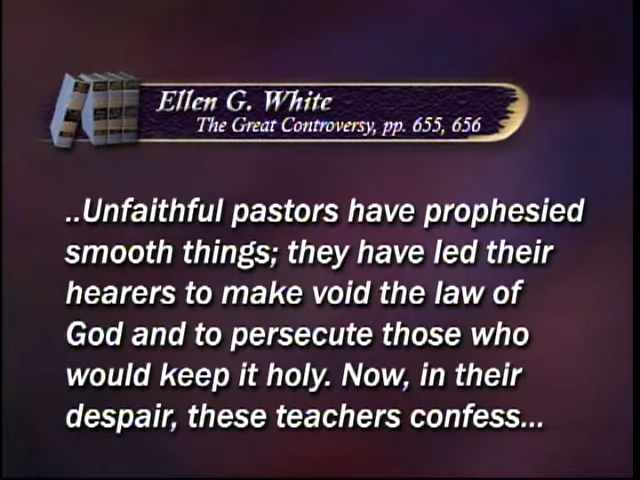 Ellen G. White
The Great Controversy, pp. 655, 656
..Unfaithful pastors have prophesied
smooth things; they have led their
hearers to make void the law of
God and to persecute those who
would keep it holy. Now, in their
despair, these teachers confess...